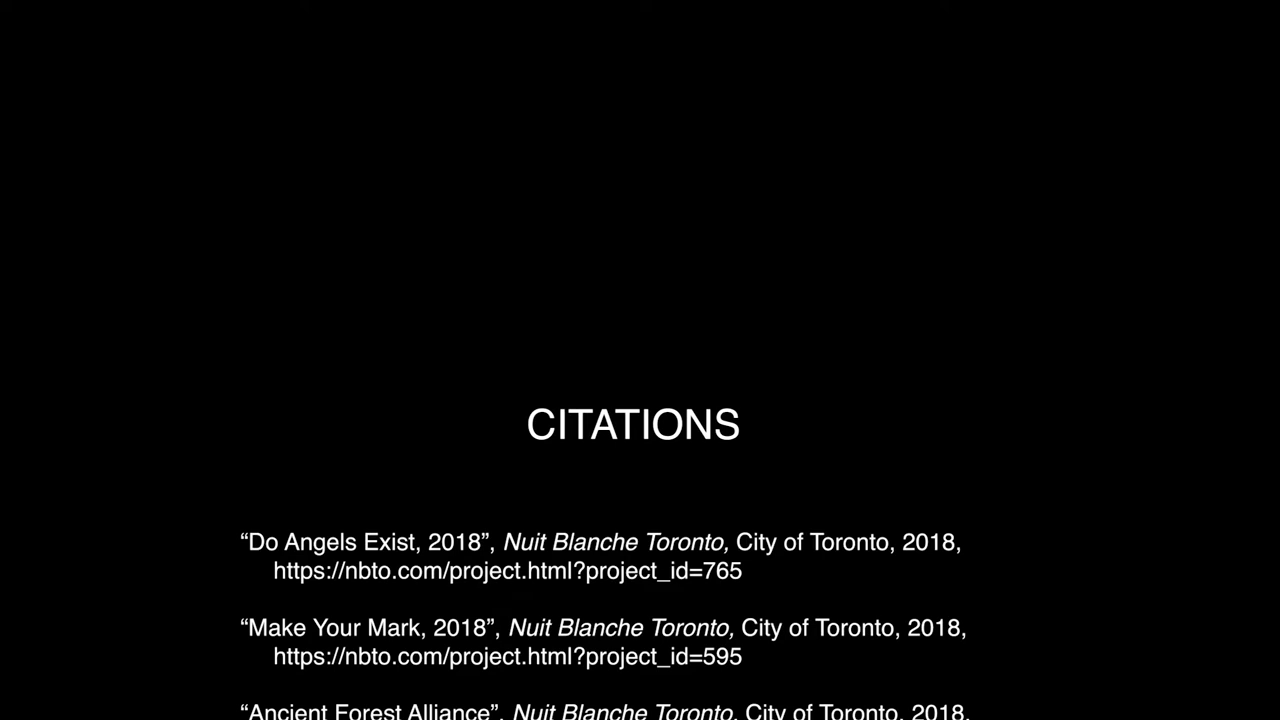 CITATIONS
“Do Angels Exist, 2018”, Nuit Blanche Toronto, City of Toronto, 2018,
https://nbto.com/project.html?project_id=765
“Make Your Mark, 2018”, Nuit Blanche Toronto, City of Toronto, 2018,
https://nbto.com/project.html?project_id=595
“Ancient Forest Alliance”, Nuit Blanche Toronto, City of Toronto, 2018,